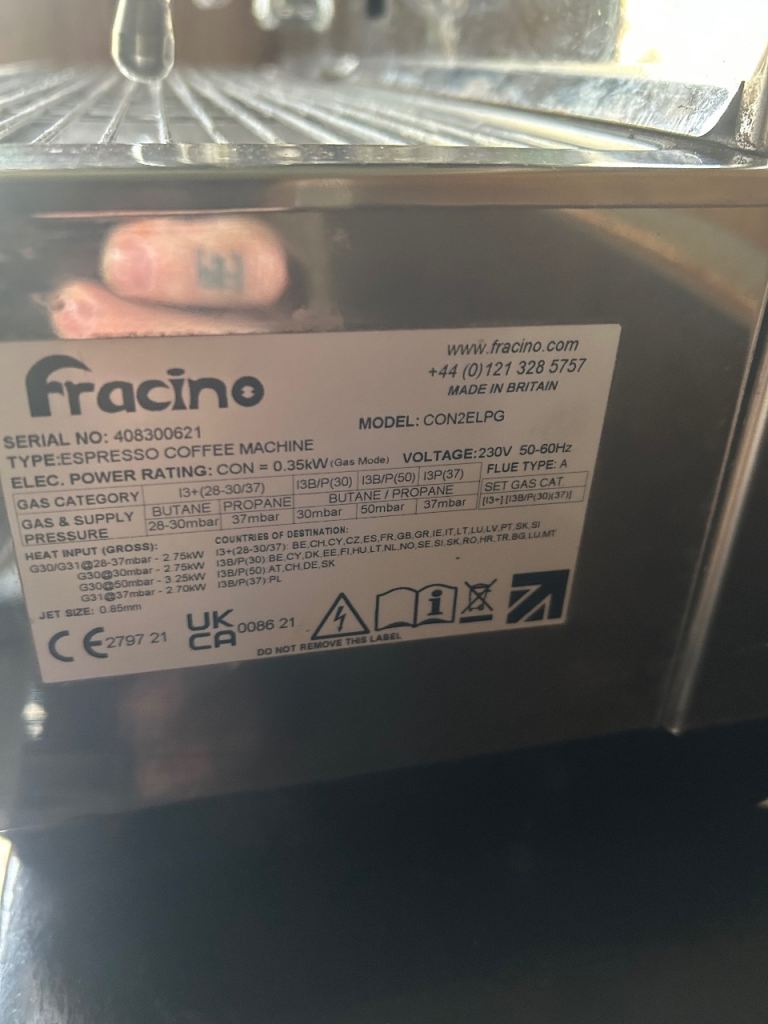 fracino
www.fracino.com
+44 (0)121 328 5757
MADE IN BRITAIN
SERIAL NO: 408300621
MODEL: CON2ELPG
TYPE:ESPRESSO COFFEE MACHINE
ELEC. POWER RATING: CON = 0.35kW (Gas Mode) VOLTAGE:230V 50-60Hz
GAS CATEGORY I3+(28-30/37) I3B/P(30) I3B/P(50) I3P(37) FLUE TYPE: A
GAS & SUPPLY PRESSURE BUTANE PROPANE BUTANE / PROPANE SET GAS CAT.
28-30mbar 37mbar 30mbar 50mbar 37mbar [I3+] [I3B/P(30)(37)]
HEAT INPUT (GROSS):
G30/G31@28-37mbar - 2.75kW
G30@30mbar - 2.75kW
G30@50mbar - 3.25kW
G31@37mbar - 2.70kW
JET SIZE: 0.85mm
COUNTRIES OF DESTINATION:
I3+(28-30/37): BE,CH,CY,CZ,ES,FR,GB,GR,IE,IT,LT,LU,LV,PT,SK,SI
I3B/P(30):BE,CY,DK,EE,FI,HU,LT,NL,NO,SE,SI,SK,RO,HR,TR,BG,LU,MT
I3B/P(50):AT,CH,DE,SK
I3B/P(37):PL
CE 2797 21
UK CA 0086 21
DO NOT REMOVE THIS LABEL